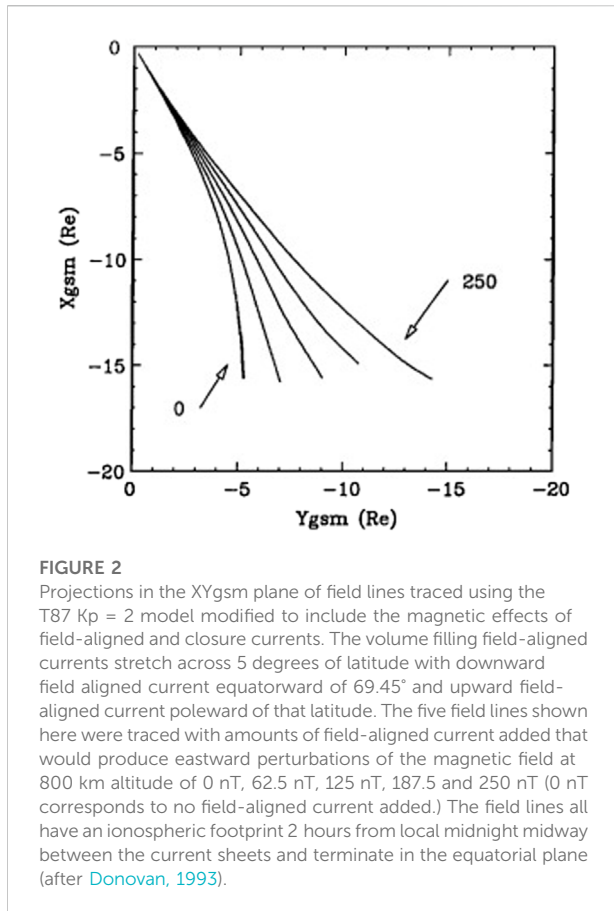 0
−5
−10
−15
−20
Xgsm (Re)
250
0
0
−5
−10
−15
−20
Ygsm (Re)
FIGURE 2
Projections in the XYgsm plane of field lines traced using the
T87 Kp = 2 model modified to include the magnetic effects of
field-aligned and closure currents. The volume filling field-aligned
currents stretch across 5 degrees of latitude with downward
field aligned current equatorward of 69.45° and upward field-
aligned current poleward of that latitude. The five field lines shown
here were traced with amounts of field-aligned current added that
would produce eastward perturbations of the magnetic field at
800 km altitude of 0 nT, 62.5 nT, 125 nT, 187.5 and 250 nT (0 nT
corresponds to no field-aligned current added.) The field lines all
have an ionospheric footprint 2 hours from local midnight midway
between the current sheets and terminate in the equatorial plane
(after Donovan, 1993).